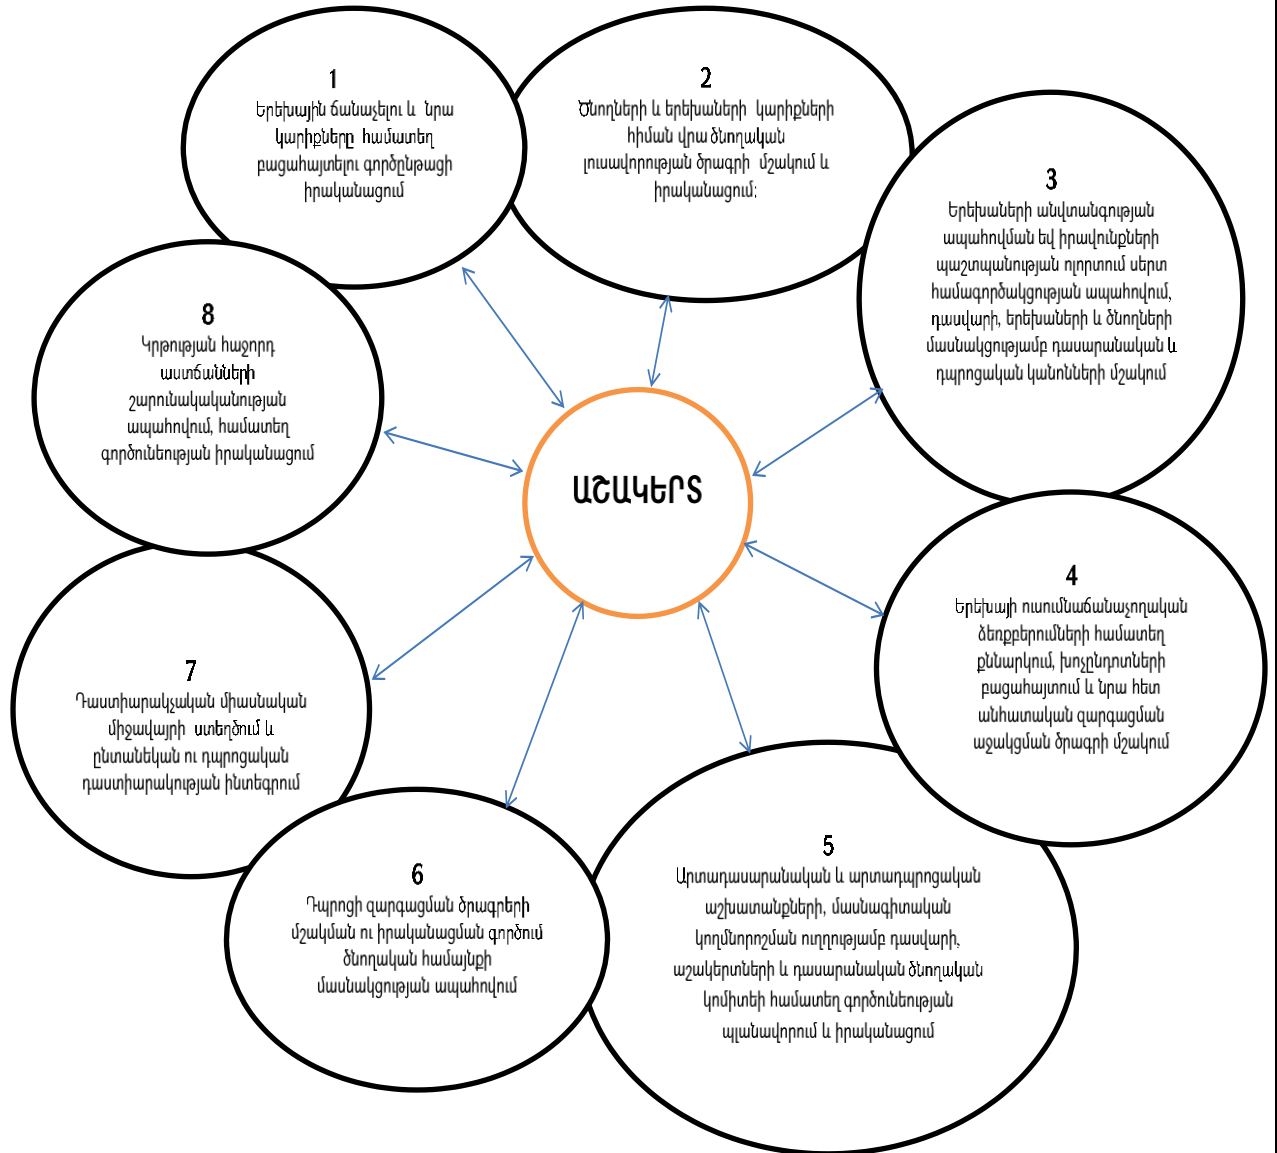 1
Երեխային ճանաչելու և նրա
կարիքները համատեղ
բացահայտելու գործընթացի
իրականացում
2
Ծնողների և երեխաների կարիքների
հիման վրա ծնողական
լուսավորության ծրագրի մշակում և
իրականացում:
3
Երեխաների անվտանգության
ապահովման եվ իրավունքների
պաշտպանության ոլորտում սերտ
համագործակցության ապահովում,
դասվարի, երեխաների և ծնողների
մասնակցությամբ դասարանական և
դպրոցական կանոնների մշակում
4
Երեխայի ուսումնաճանաչողական
ձեռքբերումների համատեղ
քննարկում, խոչընդոտների
բացահայտում և նրա հետ
անհատական զարգացման
աջակցման ծրագրի մշակում
5
Արտադասարանական և արտադպրոցական
աշխատանքների, մասնագիտական
կողմնորոշման ուղղությամբ դասվարի,
աշակերտների և դասարանական ծնողական
կոմիտեի համատեղ գործունեության
պլանավորում և իրականացում
6
Դպրոցի զարգացման ծրագրերի
մշակման ու իրականացման գործում
ծնողական համայնքի
մասնակցության ապահովում
7
Դաստիարակչական միասնական
միջավայրի ստեղծում և
ընտանեկան ու դպրոցական
դաստիարակության ինտեգրում
8
Կրթության հաջորդ
աստճանների
շարունակականության
ապահովում, համատեղ
գործունեության իրականացում
ԱՇԱԿԵՐՏ